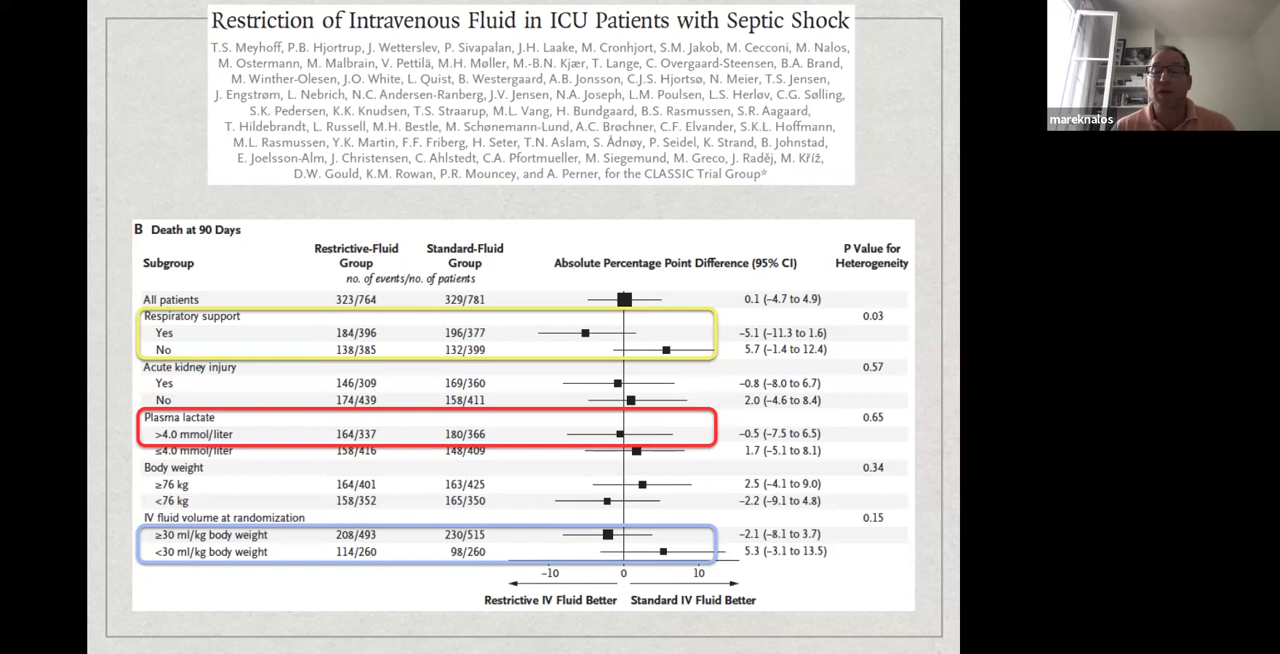 Restriction of Intravenous Fluid in ICU Patients with Septic Shock
T.S. Meyhoff, P.B. Hjortrup, J. Wetterslev, P. Sivapalan, J.H. Laake, M. Cronhjort, S.M. Jakob, M. Cecconi, M. Nalos,
M. Ostermann, M. Malbrain, V. Pettilä, M.H. Møller, M.-B.N. Kjær, T. Lange, C. Overgaard-Steensen, B.A. Brand,
M. Winther-Olesen, J.O. White, L. Quist, B. Westergaard, A.B. Jonsson, C.J.S. Hjortsø, N. Meier, T.S. Jensen,
J. Engstrøm, L. Nebrich, N.C. Andersen-Ranberg, J.V. Jensen, N.A. Joseph, L.M. Poulsen, L.S. Herløv, C.G. Sølling,
S.K. Pedersen, K.K. Knudsen, T.S. Straarup, M.L. Vang, H. Bundgaard, B.S. Rasmussen, S.R. Aagaard,
T. Hildebrandt, L. Russell, M.H. Bestle, M. Schønemann-Lund, A.C. Brøchner, C.F. Elvander, S.K.L. Hoffmann,
M.L. Rasmussen, Y.K. Martin, F.F. Friberg, H. Seter, T.N. Aslam, S. Ådnøy, P. Seidel, K. Strand, B. Johnstad,
E. Joelsson-Alm, J. Christensen, C. Ahlstedt, C.A. Pfortmueller, M. Siegemund, M. Greco, J. Raděj, M. Kříž,
D.W. Gould, K.M. Rowan, P.R. Mouncey, and A. Perner, for the CLASSIC Trial Group*
mareknalos
B Death at 90 Days
Subgroup Restrictive-Fluid Group Standard-Fluid Group Absolute Percentage Point Difference (95% CI) P Value for Heterogeneity
no. of events/no. of patients
All patients 323/764 329/781 0.1 (−4.7 to 4.9)
Respiratory support 0.03
Yes 184/396 196/377 −5.1 (−11.3 to 1.6)
No 138/385 132/399 5.7 (−1.4 to 12.4)
Acute kidney injury 0.57
Yes 146/309 169/360 −0.8 (−8.0 to 6.7)
No 174/439 158/411 2.0 (−4.6 to 8.4)
Plasma lactate 0.65
>4.0 mmol/liter 164/337 180/366 −0.5 (−7.5 to 6.5)
≤4.0 mmol/liter 158/416 148/409 1.7 (−5.1 to 8.1)
Body weight 0.34
≥76 kg 164/401 163/425 2.5 (−4.1 to 9.0)
<76 kg 158/352 165/350 −2.2 (−9.1 to 4.8)
IV fluid volume at randomization 0.15
≥30 ml/kg body weight 208/493 230/515 −2.1 (−8.1 to 3.7)
<30 ml/kg body weight 114/260 98/260 5.3 (−3.1 to 13.5)
−10 0 10
Restrictive IV Fluid Better Standard IV Fluid Better